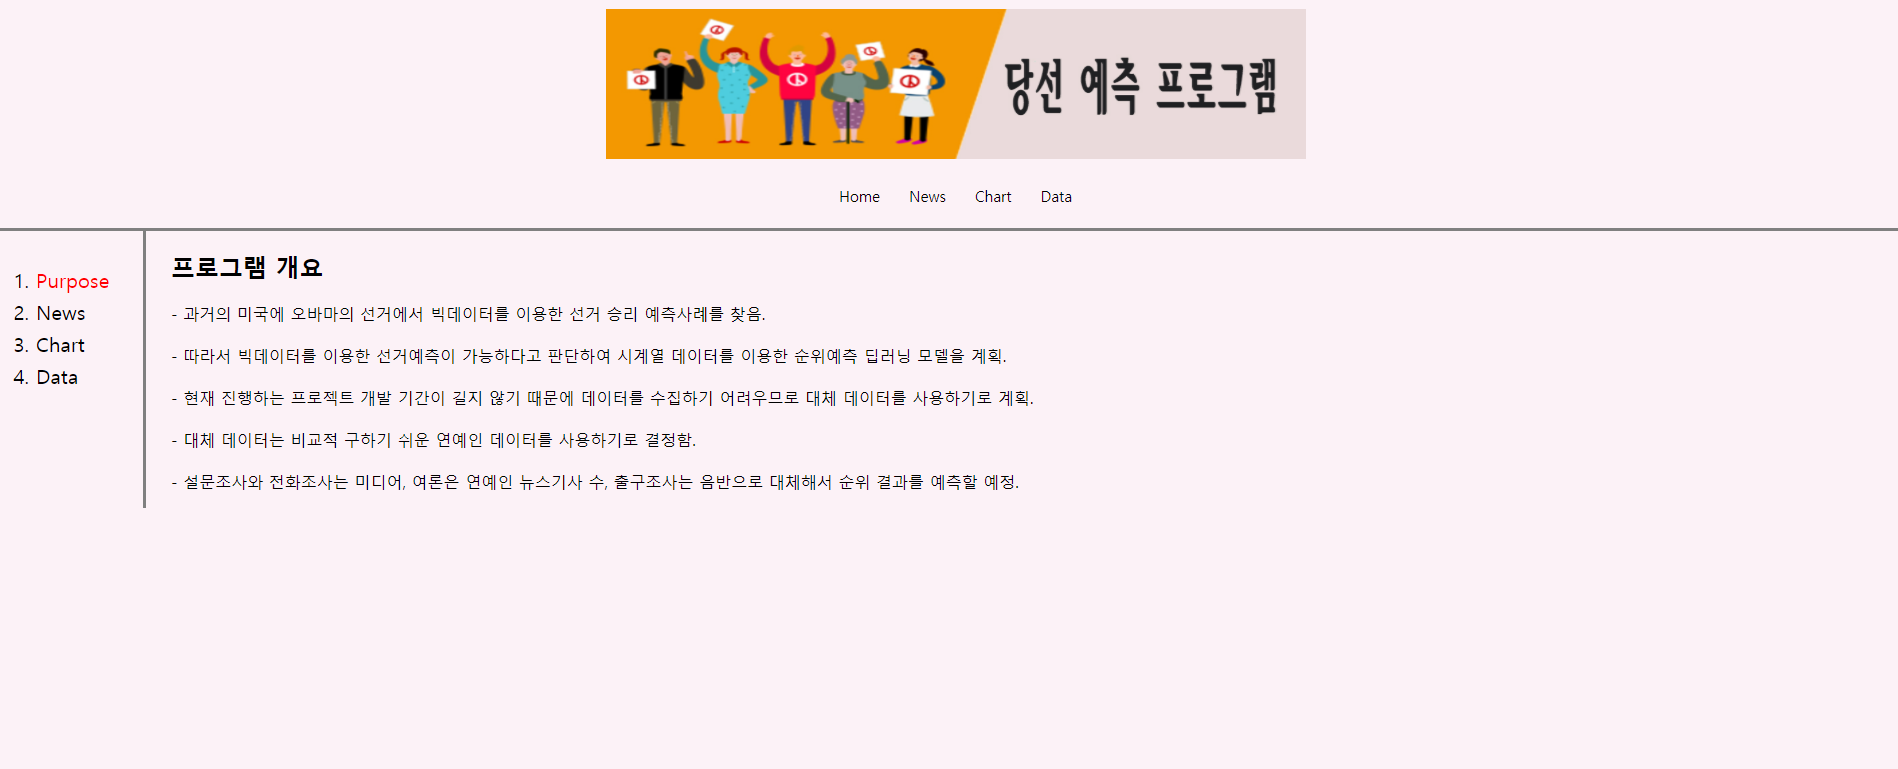 당선 예측 프로그램
Home News Chart Data
1. Purpose
2. News
3. Chart
4. Data
프로그램 개요
- 과거의 미국에 오바마의 선거에서 빅데이터를 이용한 선거 승리 예측사례를 찾음.
- 따라서 빅데이터를 이용한 선거예측이 가능하다고 판단하여 시계열 데이터를 이용한 순위예측 딥러닝 모델을 계획.
- 현재 진행하는 프로젝트 개발 기간이 길지 않기 때문에 데이터를 수집하기 어려우므로 대체 데이터를 사용하기로 계획.
- 대체 데이터는 비교적 구하기 쉬운 연예인 데이터를 사용하기로 결정함.
- 설문조사와 전화조사는 미디어, 여론은 연예인 뉴스기사 수, 출구조사는 음반으로 대체해서 순위 결과를 예측할 예정.